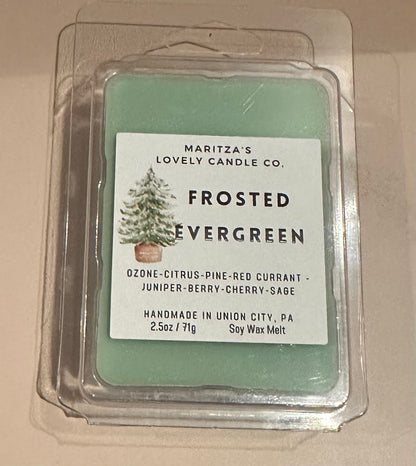 MARITZA'S
LOVELY CANDLE CO.
FROSTED
EVERGREEN
OZONE-CITRUS-PINE-RED CURRANT -
JUNIPER-BERRY-CHERRY-SAGE
HANDMADE IN UNION CITY, PA
2.5oz / 71g Soy Wax Melt